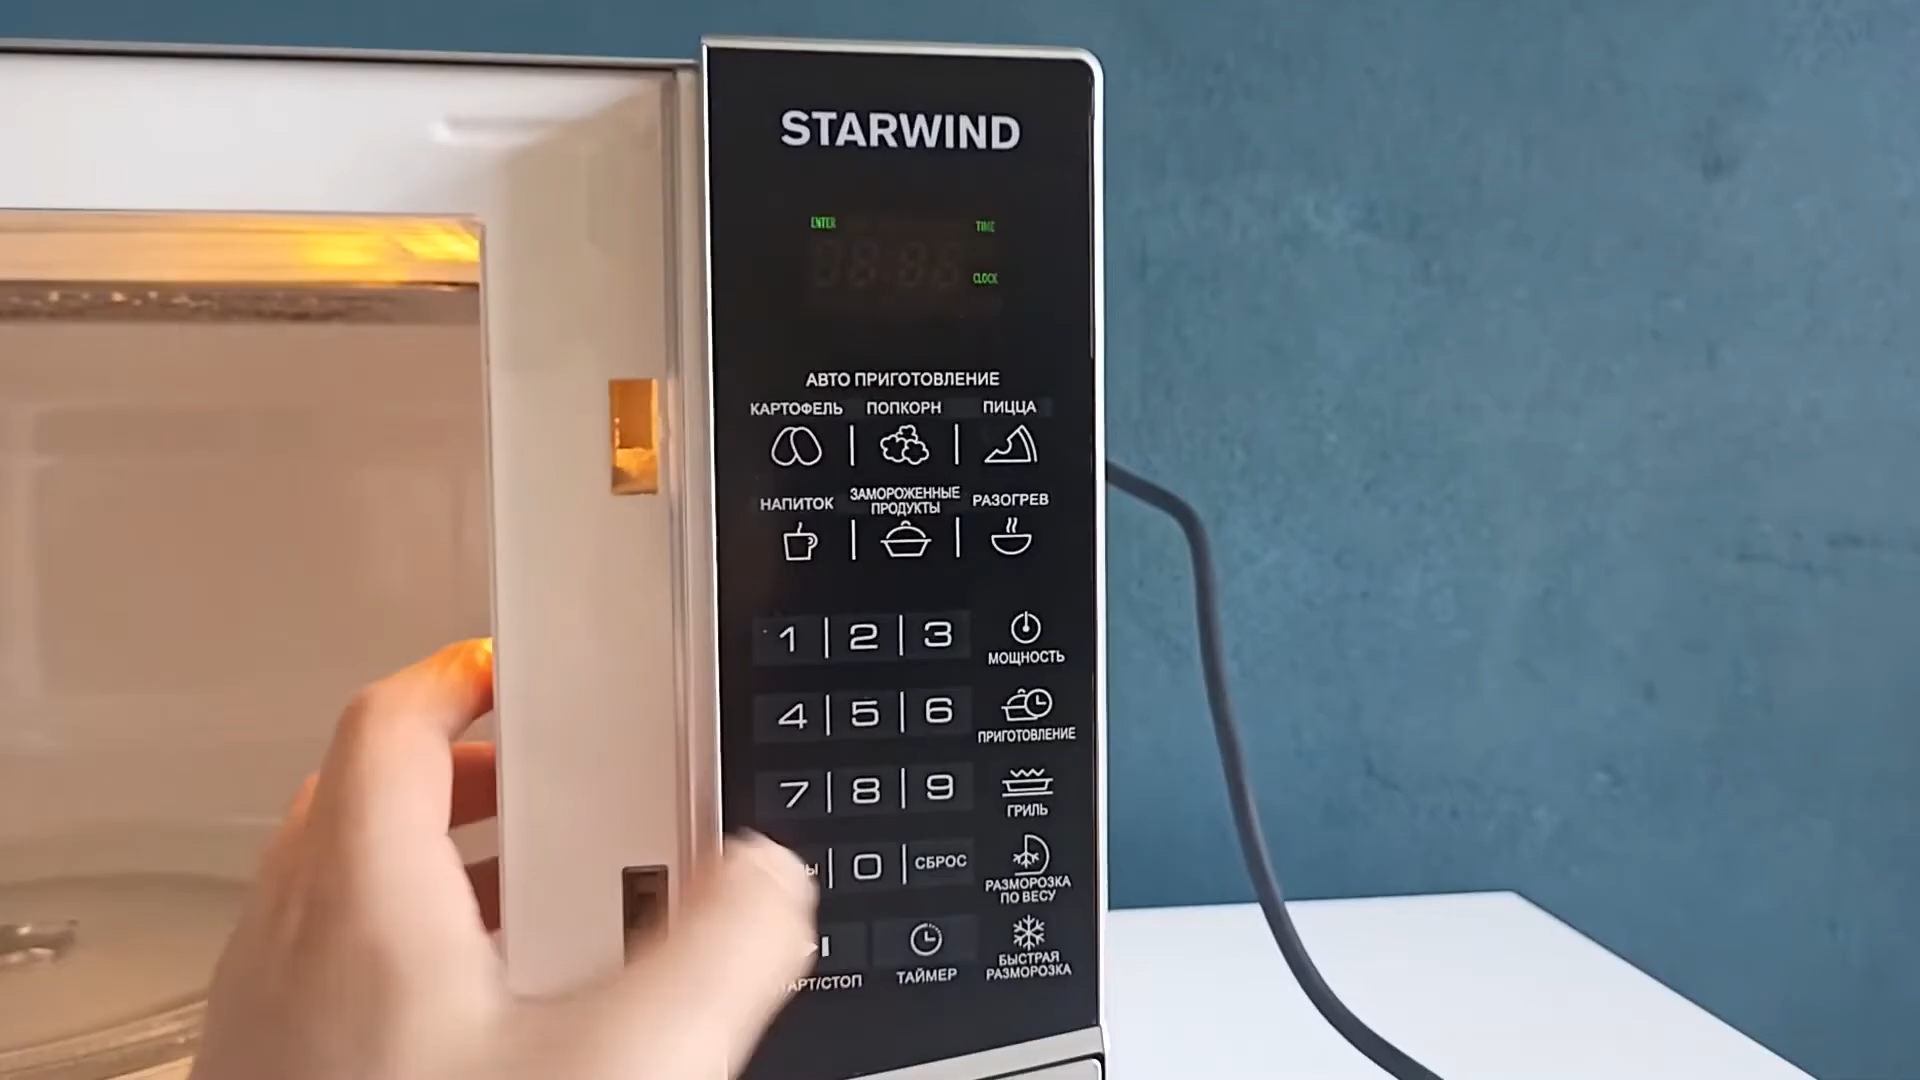 STARWIND
ENTER TIME
CLOCK
АВТО ПРИГОТОВЛЕНИЕ
КАРТОФЕЛЬ ПОПКОРН ПИЦЦА
НАПИТОК ЗАМОРОЖЕННЫЕ ПРОДУКТЫ РАЗОГРЕВ
1 | 2 | 3
МОЩНОСТЬ
4 | 5 | 6
ПРИГОТОВЛЕНИЕ
7 | 8 | 9
ГРИЛЬ
0 | СБРОС
РАЗМОРОЗКА
ПО ВЕСУ
ТАЙМЕР
БЫСТРАЯ
РАЗМОРОЗКА